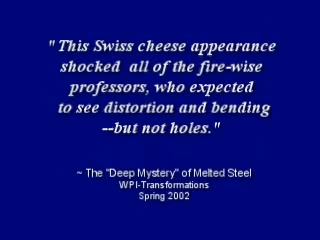 "This Swiss cheese appearance
shocked all of the fire-wise
professors, who expected
to see distortion and bending
--but not holes."
~ The "Deep Mystery" of Melted Steel
WPI-Transformations
Spring 2002